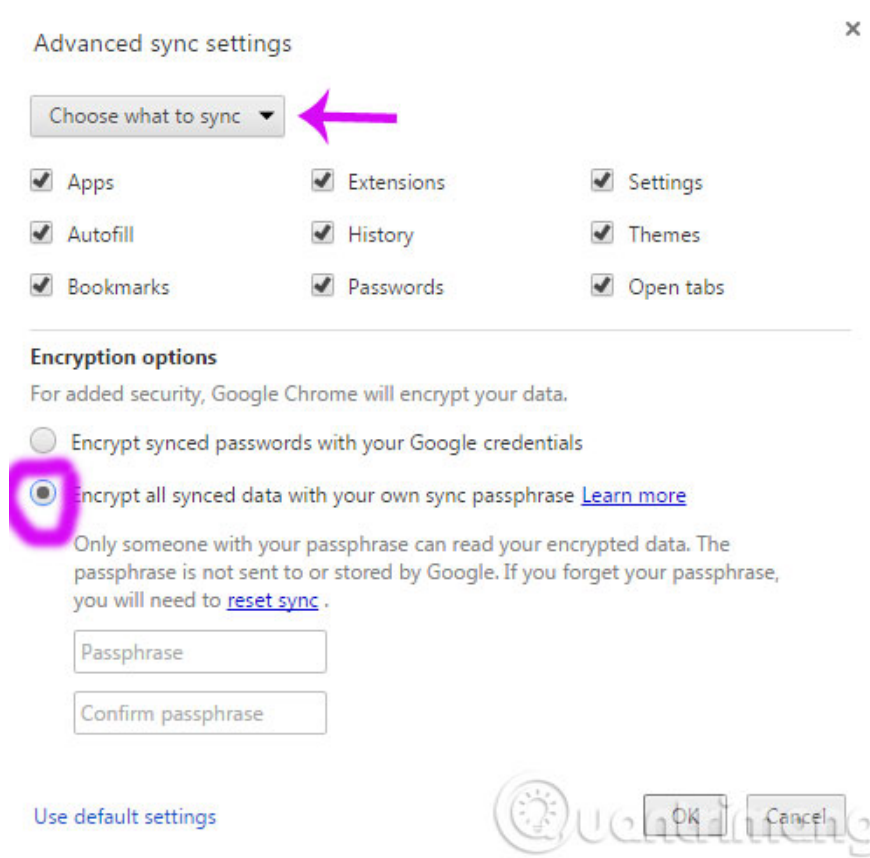 Advanced sync settings
Choose what to sync
Apps Extensions Settings
Autofill History Themes
Bookmarks Passwords Open tabs
Encryption options
For added security, Google Chrome will encrypt your data.
Encrypt synced passwords with your Google credentials
Encrypt all synced data with your own sync passphrase Learn more
Only someone with your passphrase can read your encrypted data. The
passphrase is not sent to or stored by Google. If you forget your passphrase,
you will need to reset sync .
Passphrase
Confirm passphrase
Use default settings OK Cancel
Quantrimang